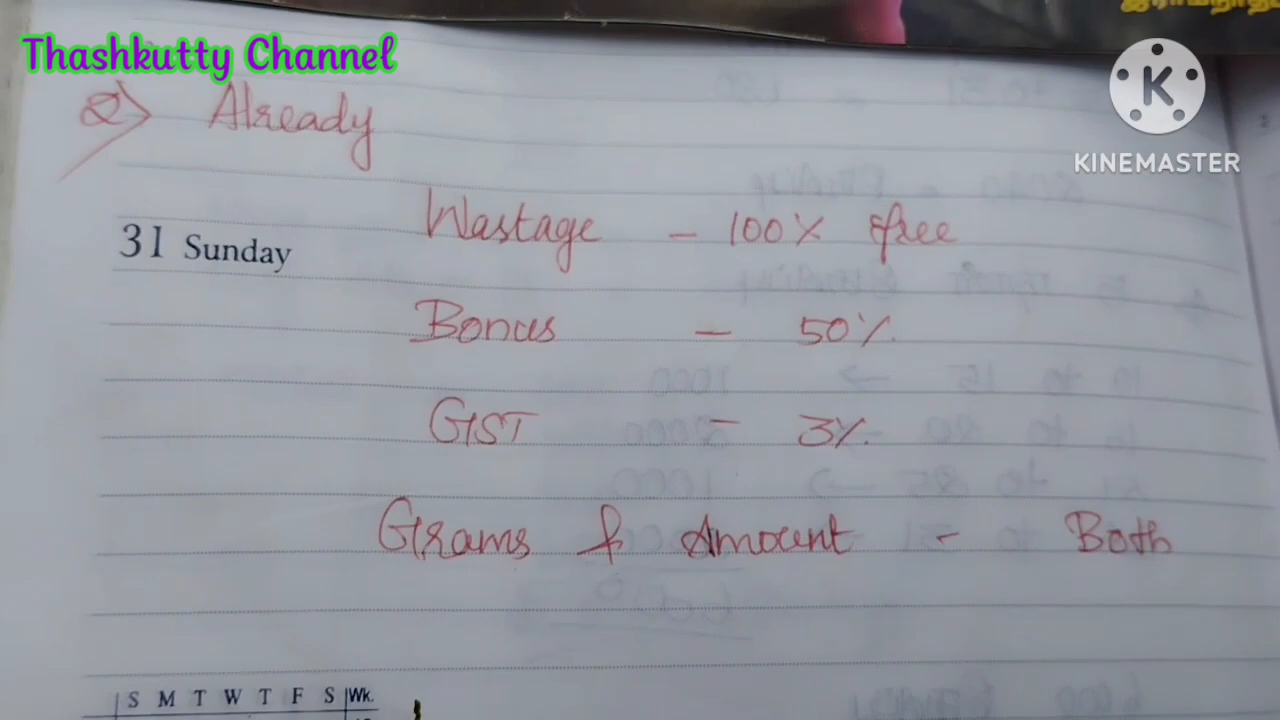 Thashkutty Channel
KINEMASTER
2) Already
Wastage - 100% free
31 Sunday
Bonus - 50%.
GST - 3%.
Grams & Amount - Both
S M T W T F S Wk.